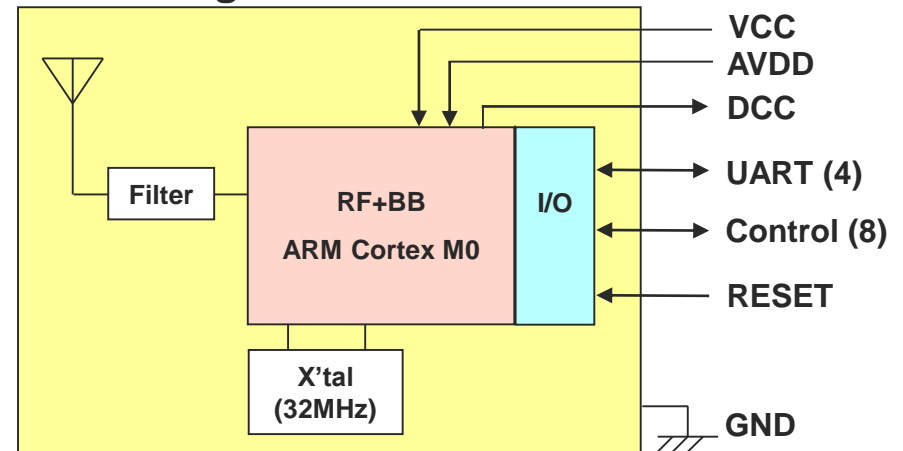 VCC
AVDD
DCC
Filter
RF+BB
ARM Cortex M0
I/O
UART (4)
Control (8)
RESET
X'tal
(32MHz)
GND